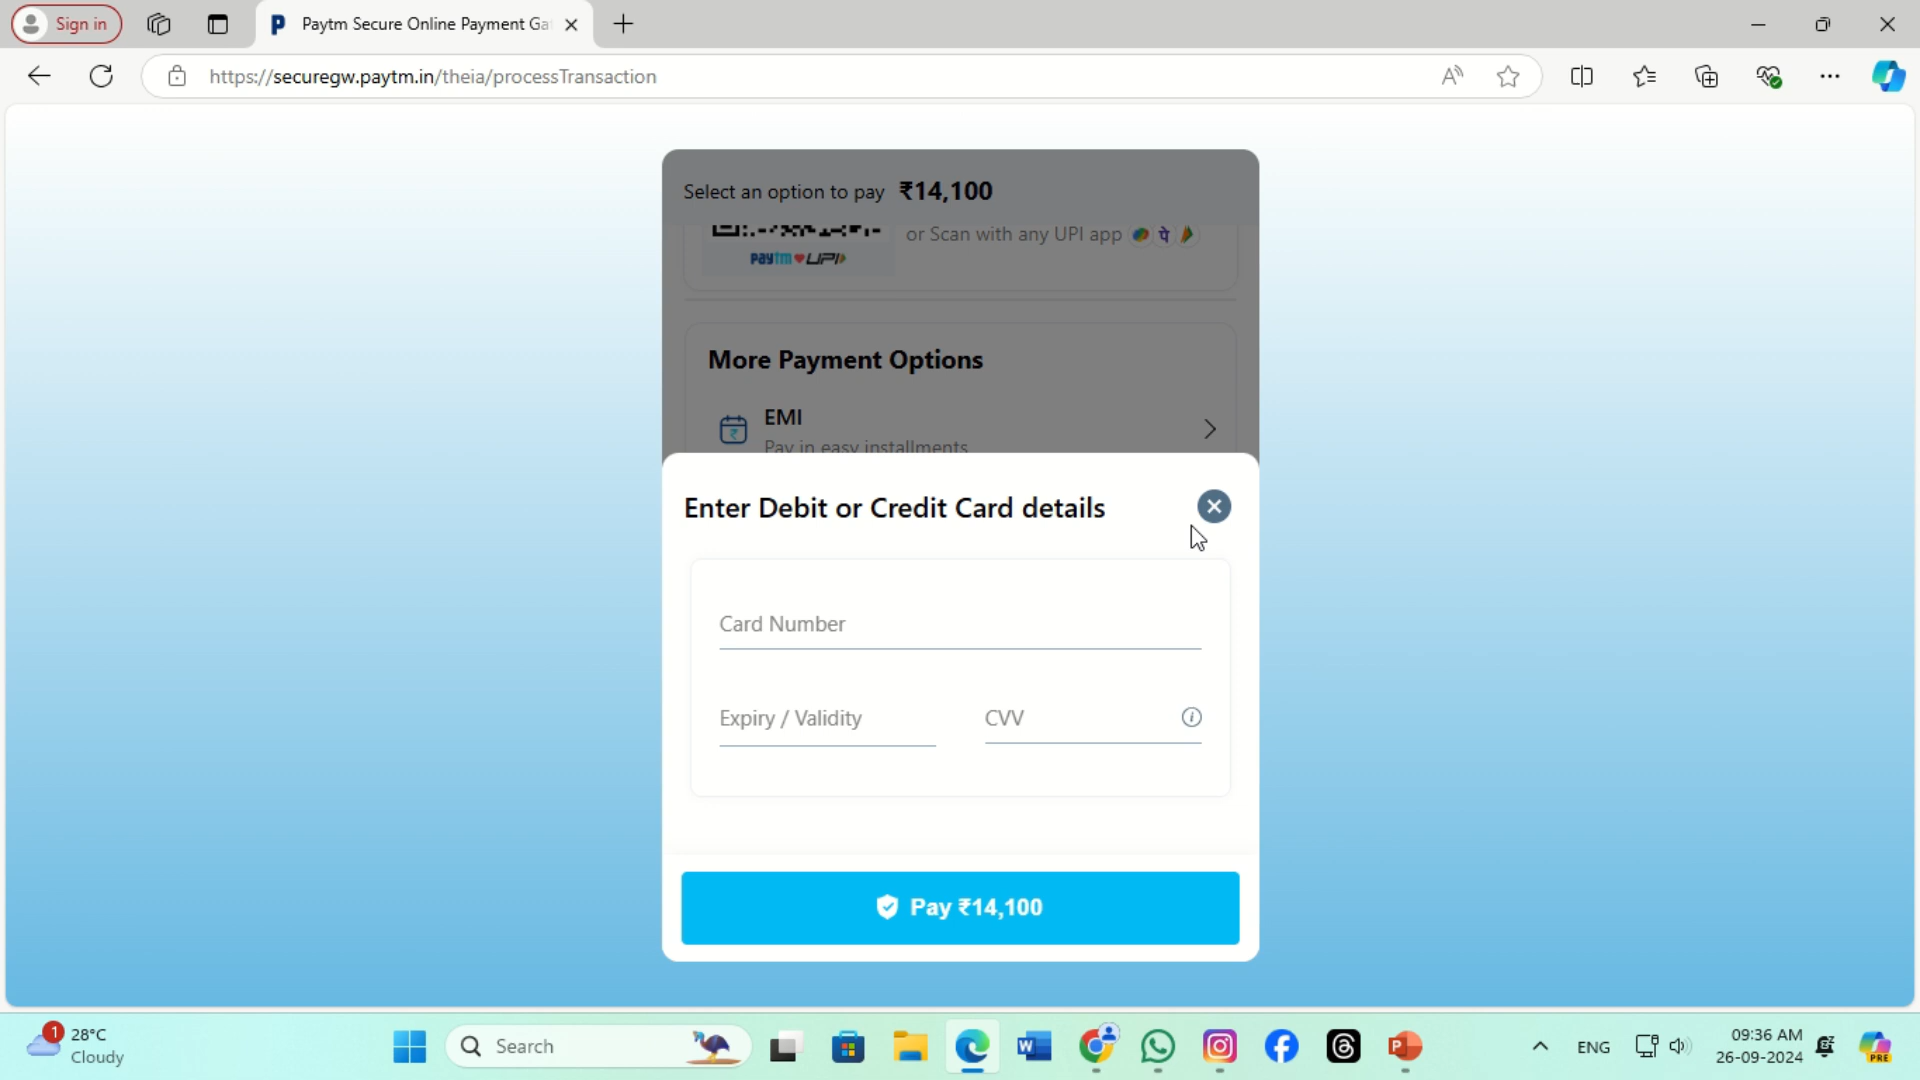 Sign in
Paytm Secure Online Payment Ga
https://securegw.paytm.in/theia/processTransaction
Select an option to pay ₹14,100
or Scan with any UPI app
paytm UPI
More Payment Options
EMI
Pay in easy installments
Enter Debit or Credit Card details
Card Number
Expiry / Validity CVV
Pay ₹14,100
1
28°C
Cloudy
Search
ENG
09:36 AM
26-09-2024
PRE